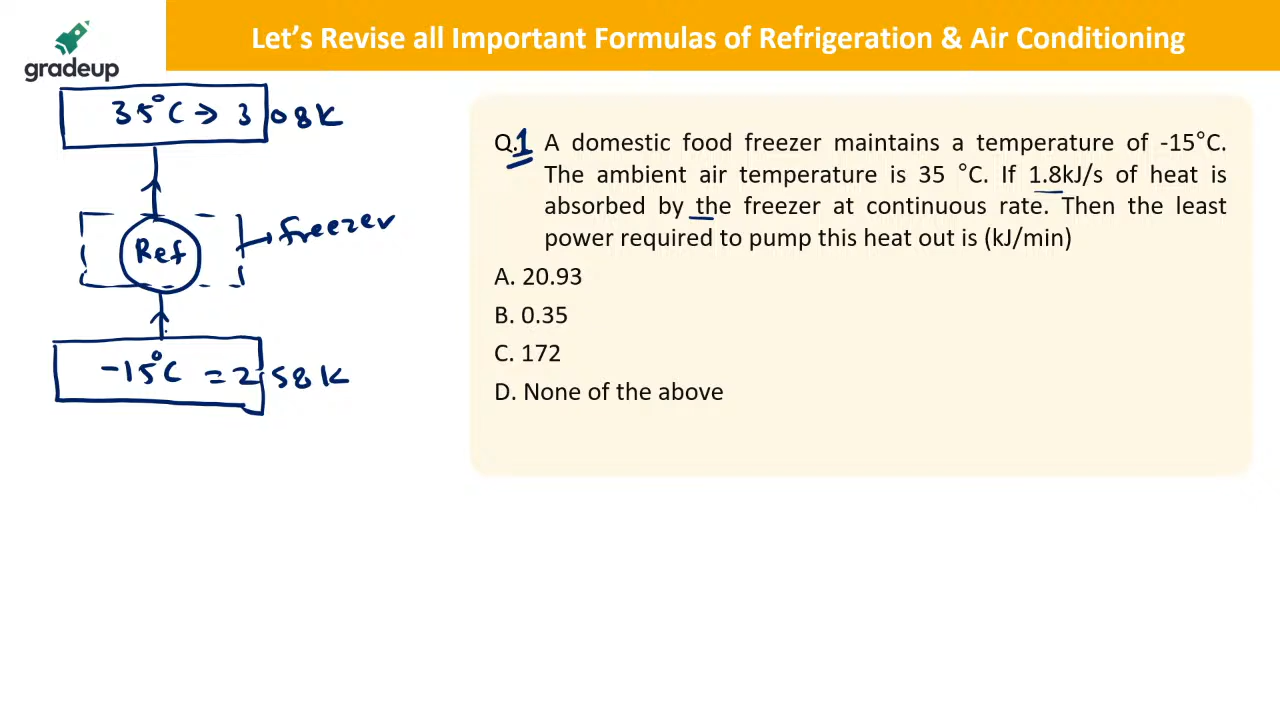 Let's Revise all Important Formulas of Refrigeration & Air Conditioning
gradeup
35°C → 308K
Ref
freezer
-15°C = 258K
Q.1 A domestic food freezer maintains a temperature of -15°C.
The ambient air temperature is 35 °C. If 1.8kJ/s of heat is
absorbed by the freezer at continuous rate. Then the least
power required to pump this heat out is (kJ/min)
A. 20.93
B. 0.35
C. 172
D. None of the above